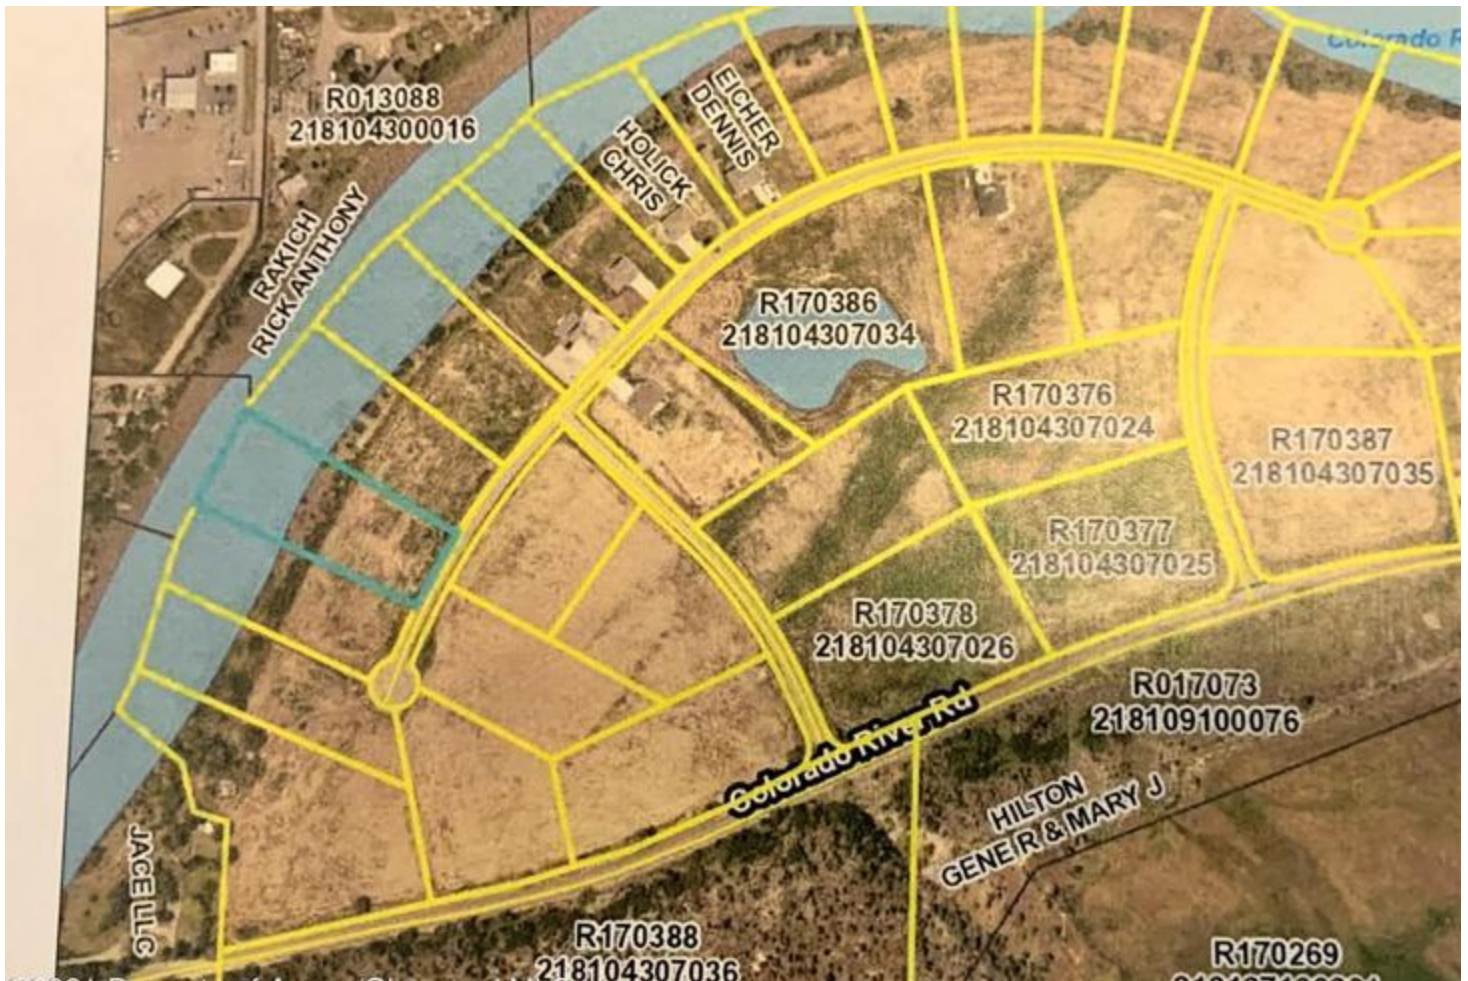 Colorado R
R013088
218104300016
EICHER
DENNIS
HOLICK
CHRIS
RAKICH
RICK ANTHONY
R170386
218104307034
R170376
218104307024
R170387
218104307035
R170377
218104307025
R170378
218104307026
R017073
218109100076
Colorado River Rd
HILTON
GENE R & MARY J
JACE LLC
R170388
218104307036
R170269